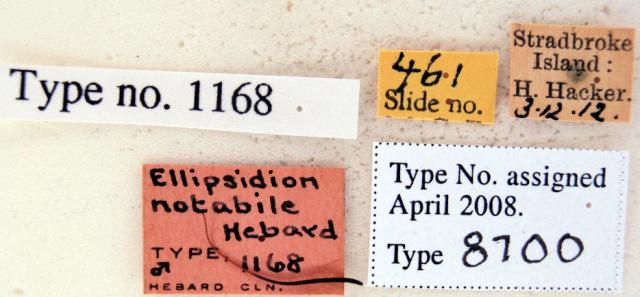 Type no. 1168
461
Slide no.
Stradbroke
Island :
H. Hacker.
3.12.12.
Ellipsidion
notabile
Hebard
TYPE.
♂ 1168
HEBARD CLN.
Type No. assigned
April 2008.
Type 8700